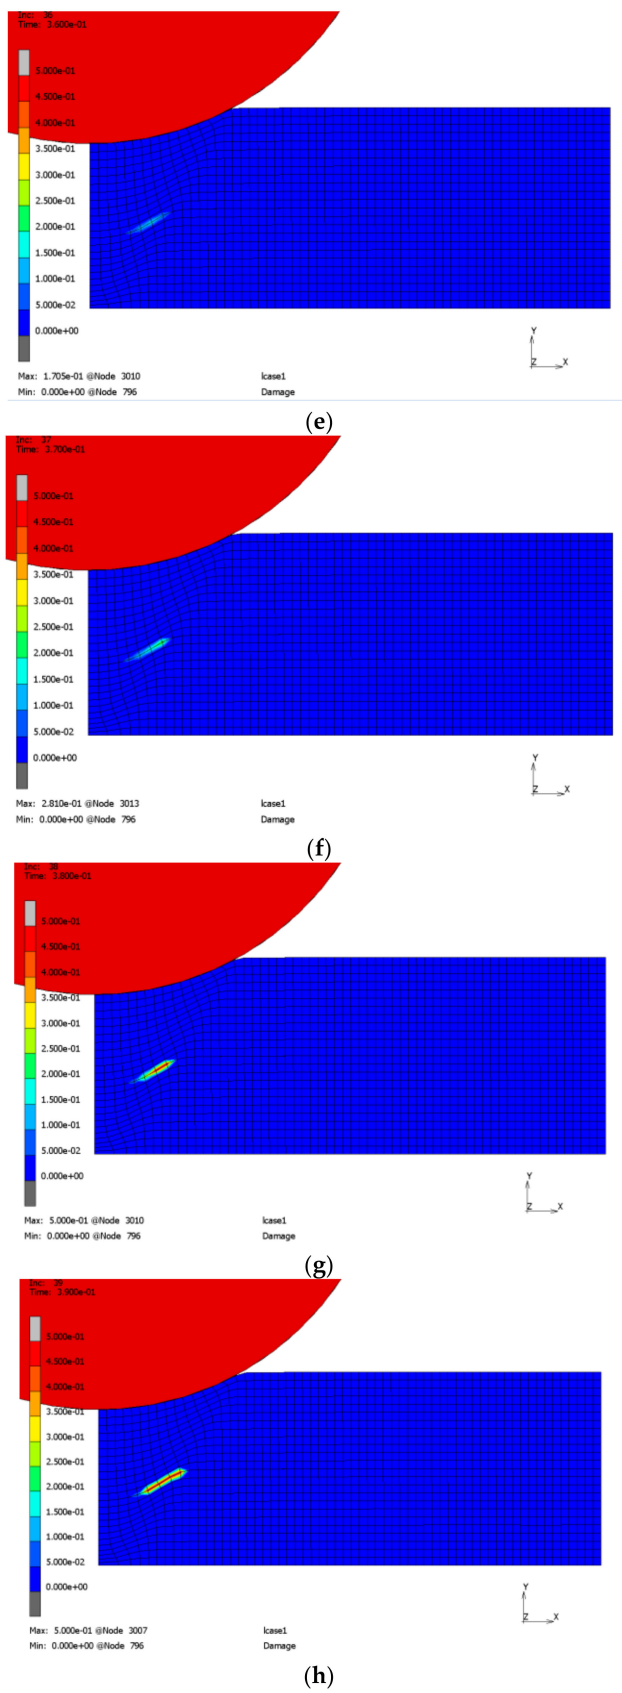 Inc: 36
Time: 3.600e-01
5.000e-01
4.500e-01
4.000e-01
3.500e-01
3.000e-01
2.500e-01
2.000e-01
1.500e-01
1.000e-01
5.000e-02
0.000e+00
Y
Z X
Max: 1.705e-01 @Node 3010 lcase1
Min: 0.000e+00 @Node 796 Damage
(e)
Inc: 37
Time: 3.700e-01
5.000e-01
4.500e-01
4.000e-01
3.500e-01
3.000e-01
2.500e-01
2.000e-01
1.500e-01
1.000e-01
5.000e-02
0.000e+00
Y
Z X
Max: 2.810e-01 @Node 3013 lcase1
Min: 0.000e+00 @Node 796 Damage
(f)
Inc: 38
Time: 3.800e-01
5.000e-01
4.500e-01
4.000e-01
3.500e-01
3.000e-01
2.500e-01
2.000e-01
1.500e-01
1.000e-01
5.000e-02
0.000e+00
Y
Z X
Max: 5.000e-01 @Node 3010 lcase1
Min: 0.000e+00 @Node 796 Damage
(g)
Inc: 39
Time: 3.900e-01
5.000e-01
4.500e-01
4.000e-01
3.500e-01
3.000e-01
2.500e-01
2.000e-01
1.500e-01
1.000e-01
5.000e-02
0.000e+00
Y
Z X
Max: 5.000e-01 @Node 3007 lcase1
Min: 0.000e+00 @Node 796 Damage
(h)